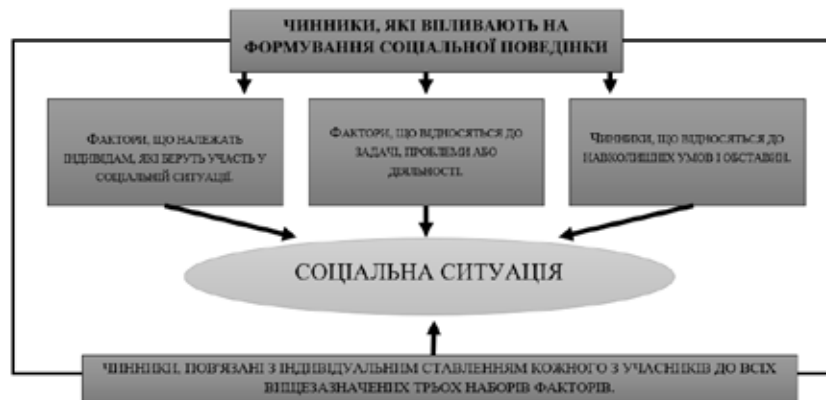 ЧИННИКИ, ЯКІ ВПЛИВАЮТЬ НА
ФОРМУВАННЯ СОЦІАЛЬНОЇ ПОВЕДІНКИ
ФАКТОРИ, ЩО НАЛЕЖАТЬ
ІНДИВІДАМ, ЯКІ БЕРУТЬ УЧАСТЬ У
СОЦІАЛЬНІЙ СИТУАЦІЇ.
ФАКТОРИ, ЩО ВІДНОСЯТЬСЯ ДО
ЗАДАЧІ, ПРОБЛЕМИ АБО
ДІЯЛЬНОСТІ.
ЧИННИКИ, ЩО ВІДНОСЯТЬСЯ ДО
НАВКОЛИШНІХ УМОВ І ОБСТАВИН.
СОЦІАЛЬНА СИТУАЦІЯ
ЧИННИКИ, ПОВ'ЯЗАНІ З ІНДИВІДУАЛЬНИМ СТАВЛЕННЯМ КОЖНОГО З УЧАСНИКІВ ДО ВСІХ
ВИЩЕЗАЗНАЧЕНИХ ТРЬОХ НАБОРІВ ФАКТОРІВ.